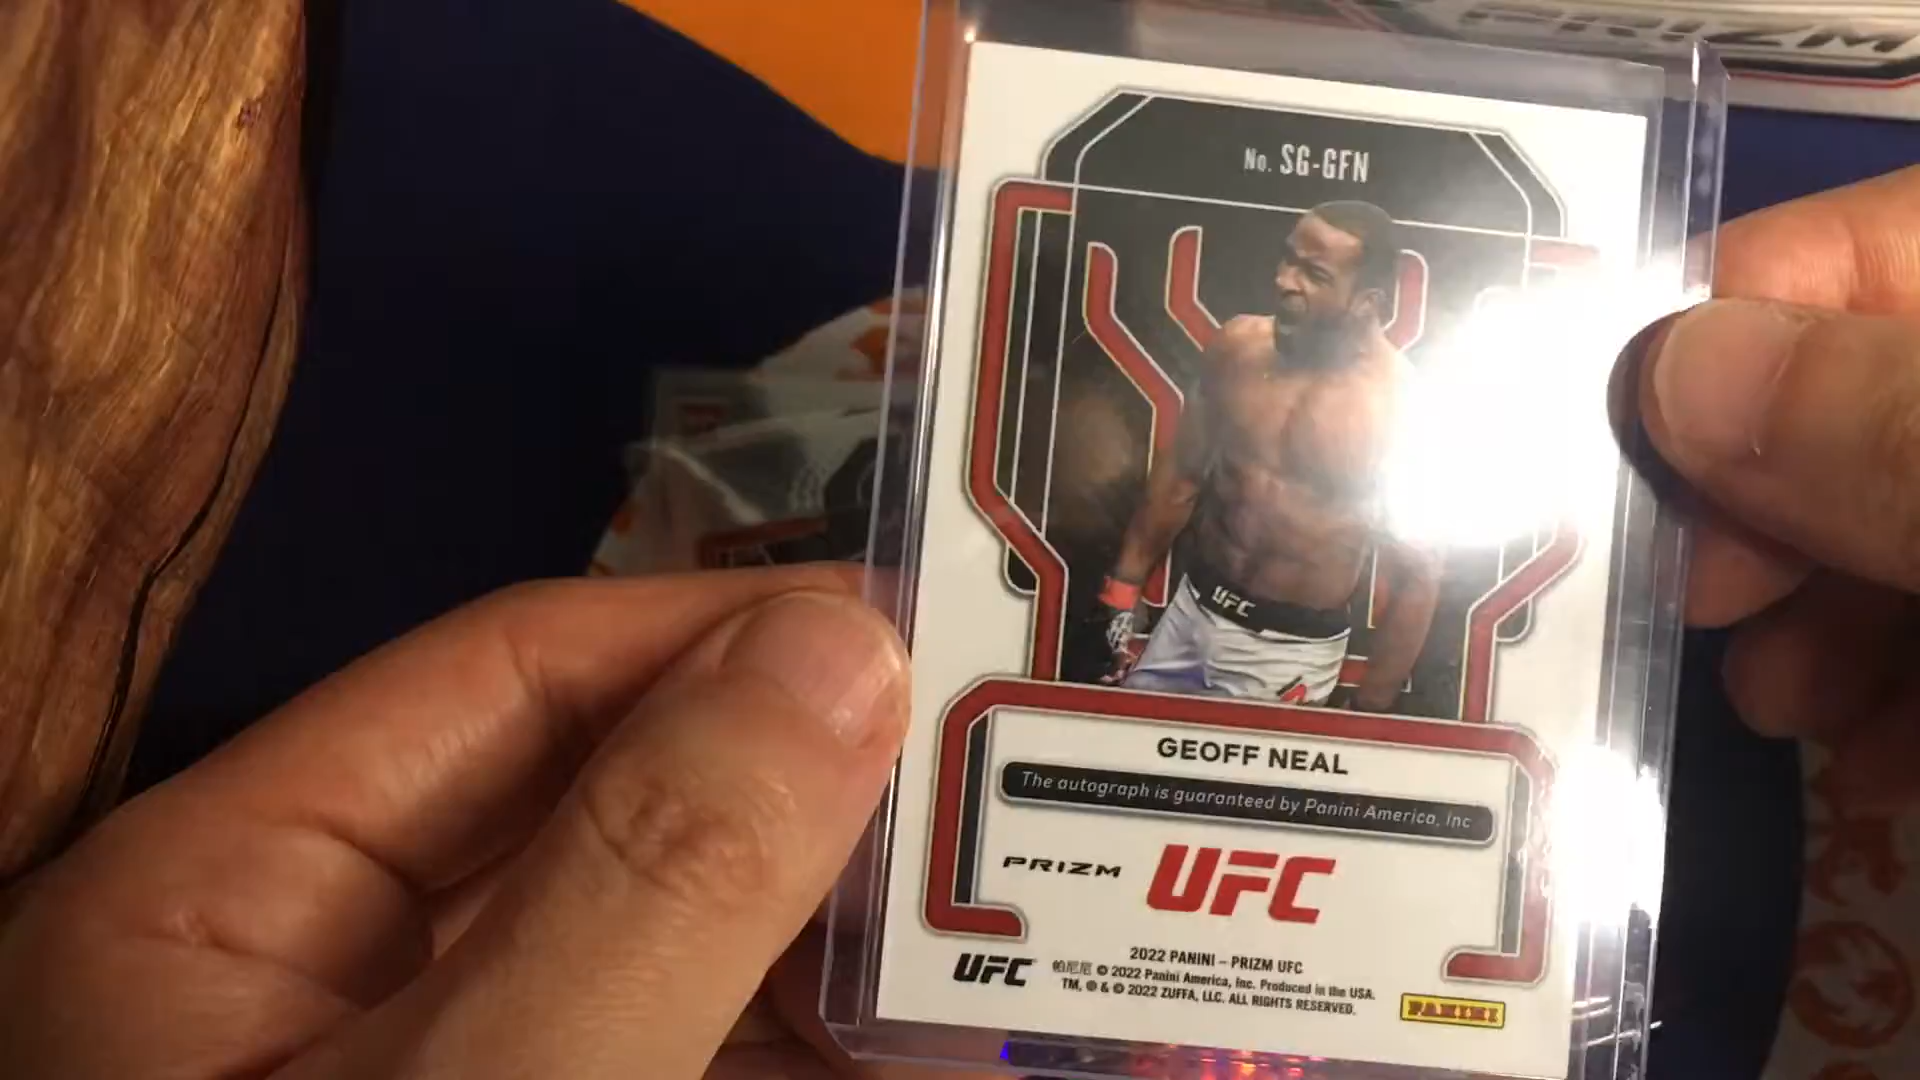 PRIZM
No. SG-GFN
UFC
GEOFF NEAL
The autograph is guaranteed by Panini America, Inc
PRIZM UFC
2022 PANINI – PRIZM UFC
UFC 帕尼尼 © 2022 Panini America, Inc. Produced in the USA.
TM, ® & © 2022 ZUFFA, LLC. ALL RIGHTS RESERVED.
PANINI